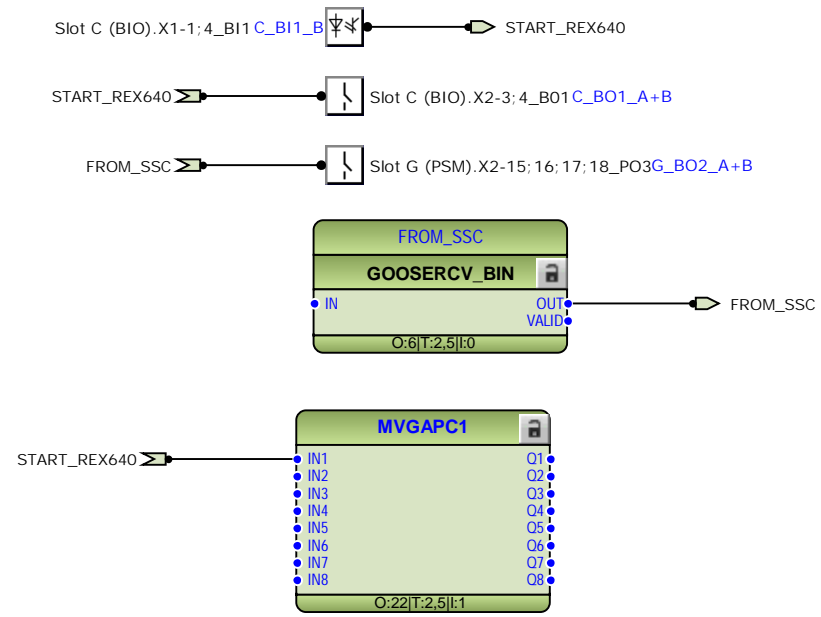 Slot C (BIO).X1-1;4_BI1 C_BI1_B START_REX640
START_REX640 Slot C (BIO).X2-3;4_BO1 C_BO1_A+B
FROM_SSC Slot G (PSM).X2-15;16;17;18_PO3 G_BO2_A+B
FROM_SSC
GOOSERCV_BIN
IN OUT FROM_SSC
VALID
O:6|T:2,5|I:0
MVGAPC1
START_REX640 IN1 Q1
IN2 Q2
IN3 Q3
IN4 Q4
IN5 Q5
IN6 Q6
IN7 Q7
IN8 Q8
O:22|T:2,5|I:1